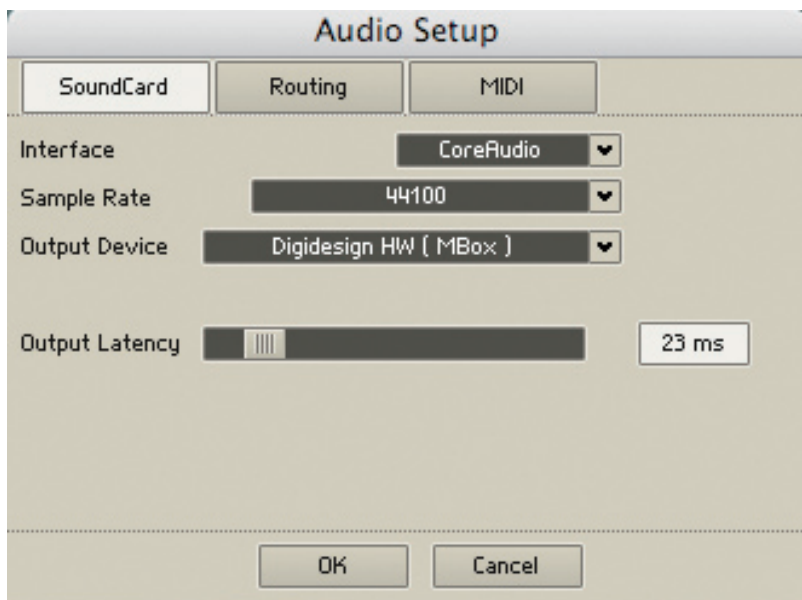 Audio Setup
SoundCard Routing MIDI
Interface CoreAudio
Sample Rate 44100
Output Device Digidesign HW ( MBox )
Output Latency 23 ms
OK Cancel